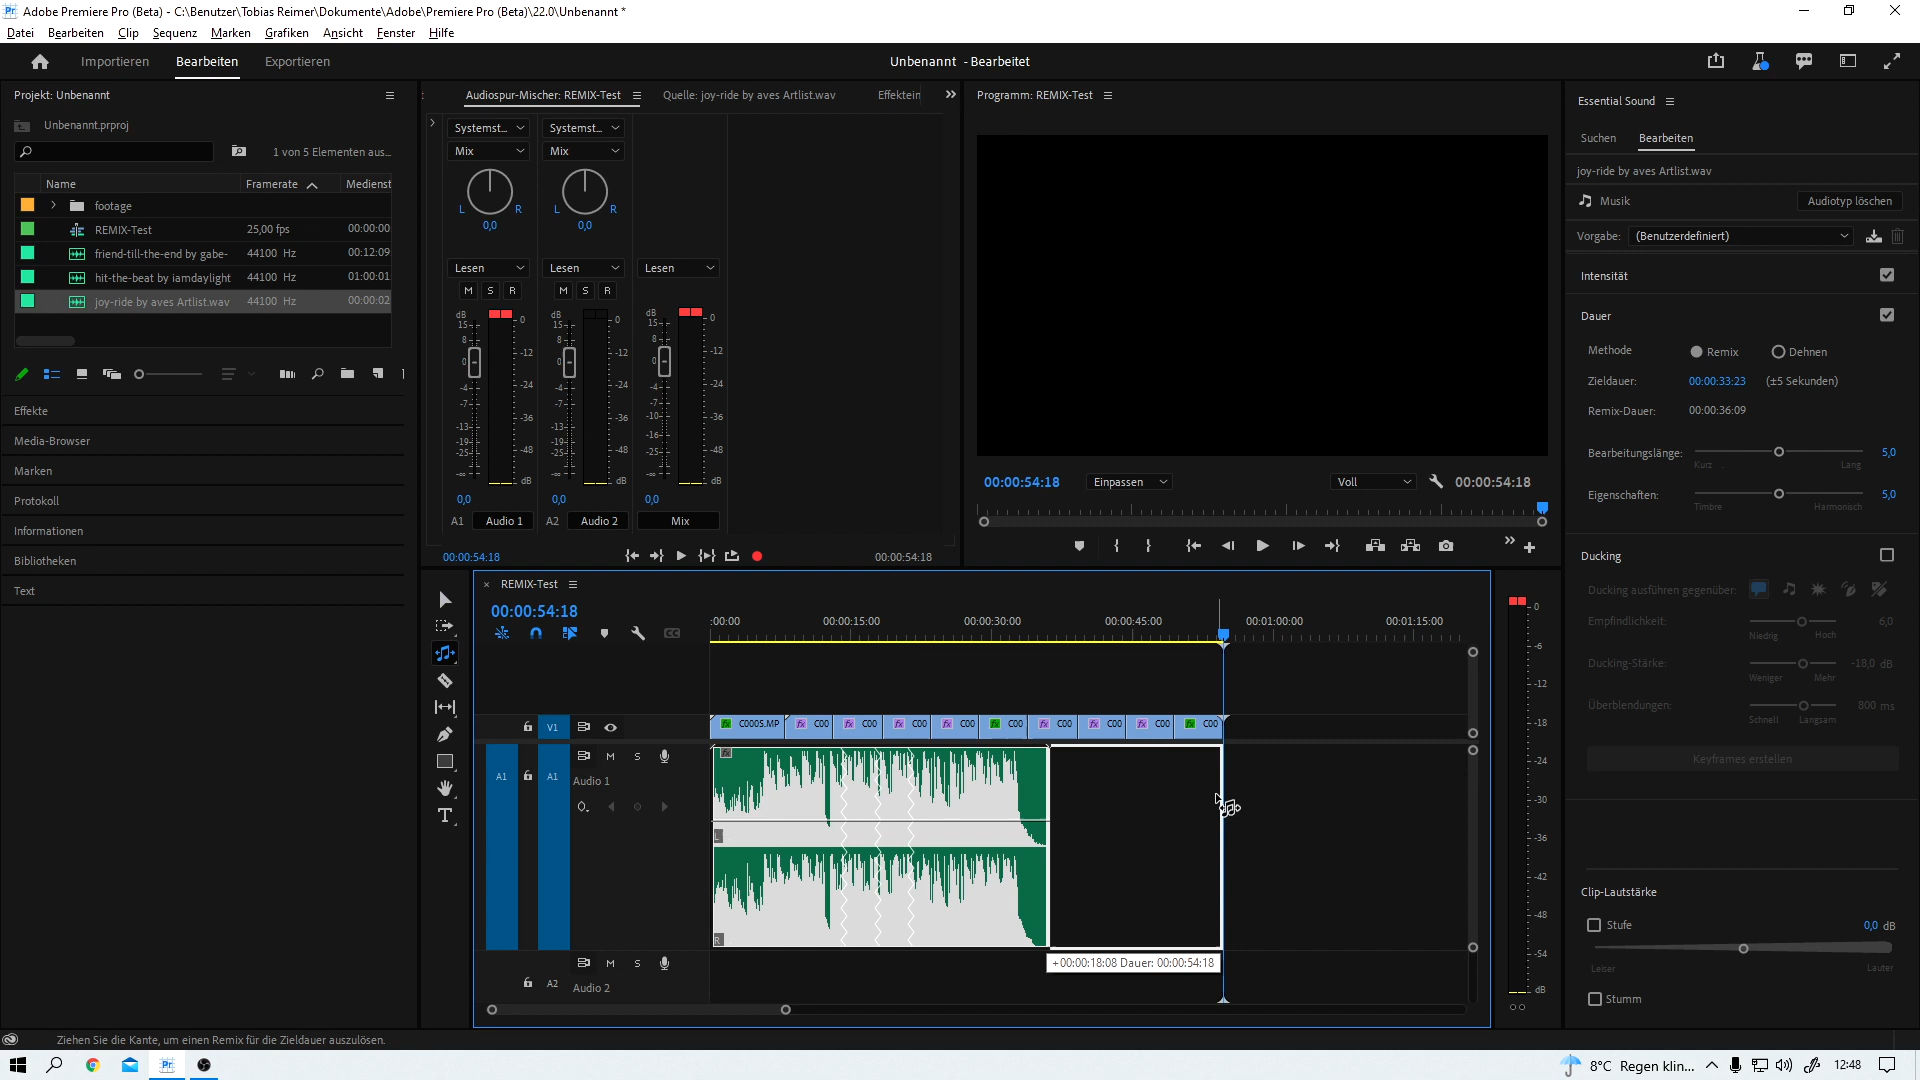 Adobe Premiere Pro (Beta) - C:\Benutzer\Tobias Reimer\Dokumente\Adobe\Premiere Pro (Beta)\22.0\Unbenannt *
Datei Bearbeiten Clip Sequenz Marken Grafiken Ansicht Fenster Hilfe
Importieren Bearbeiten Exportieren
Unbenannt - Bearbeitet
Projekt: Unbenannt
Unbenannt.prproj
1 von 5 Elementen aus...
Name Framerate Medienst
footage
REMIX-Test 25,00 fps 00:00:00
friend-till-the-end by gabe- 44100 Hz 00:12:09
hit-the-beat by iamdaylight 44100 Hz 01:00:01
joy-ride by aves Artlist.wav 44100 Hz 00:00:02
Effekte
Media-Browser
Marken
Protokoll
Informationen
Bibliotheken
Text
Audiospur-Mischer: REMIX-Test Quelle: joy-ride by aves Artlist.wav Effektein
Systemst... Systemst...
Mix Mix
L R L R
0,0 0,0
Lesen Lesen Lesen
M S R M S R
dB dB dB
15 15 15
8 8 8
0 0 0
-4 -4 -4
-7 -7 -7
-10
-13 -13 -16
-19 -19 -19
-25 -25 -25
-∞ -∞ -∞
0 0 0
-12 -12 -12
-24 -24 -24
-36 -36 -36
-48 -48 -48
dB dB dB
0,0 0,0 0,0
A1 Audio 1 A2 Audio 2 Mix
00:00:54:18 00:00:54:18
Programm: REMIX-Test
00:00:54:18 Einpassen Voll 00:00:54:18
REMIX-Test
00:00:54:18
:00:00 00:00:15:00 00:00:30:00 00:00:45:00 00:01:00:00 00:01:15:00
V1
fx C0005.MP fx C00 fx C00 fx C00 fx C00 fx C00 fx C00 fx C00 fx C00 fx C00
A1 A1 M S
Audio 1
fx
L
R
+00:00:18:08 Dauer: 00:00:54:18
M S
A2 Audio 2
0
-6
-12
-18
-24
-30
-36
-42
-48
-54
dB
Essential Sound
Suchen Bearbeiten
joy-ride by aves Artlist.wav
Musik Audiotyp löschen
Vorgabe: (Benutzerdefiniert)
Intensität
Dauer
Methode Remix Dehnen
Zieldauer: 00:00:33:23 (±5 Sekunden)
Remix-Dauer: 00:00:36:09
Bearbeitungslänge: 5,0
Kurz Lang
Eigenschaften: 5,0
Timbre Harmonisch
Ducking
Ducking ausführen gegenüber:
Empfindlichkeit: 6,0
Niedrig Hoch
Ducking-Stärke: -18,0 dB
Weniger Mehr
Überblendungen: 800 ms
Schnell Langsam
Keyframes erstellen
Clip-Lautstärke
Stufe 0,0 dB
Leiser Lauter
Stumm
Ziehen Sie die Kante, um einen Remix für die Zieldauer auszulösen.
8°C Regen klin... 12:48